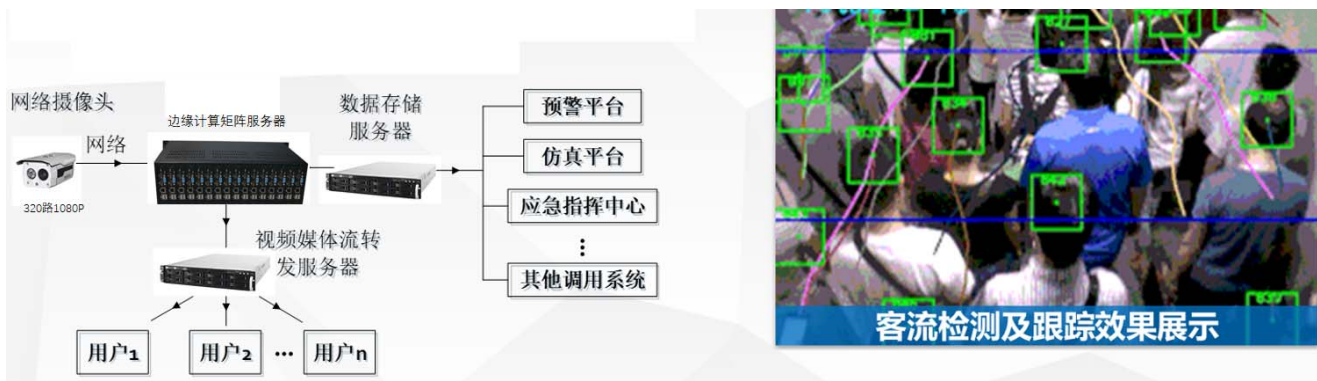 网络摄像头
网络
320路1080P
边缘计算矩阵服务器
数据存储
服务器
预警平台
仿真平台
应急指挥中心
⋮
其他调用系统
视频媒体流转
发服务器
用户1
用户2
···
用户n
客流检测及跟踪效果展示